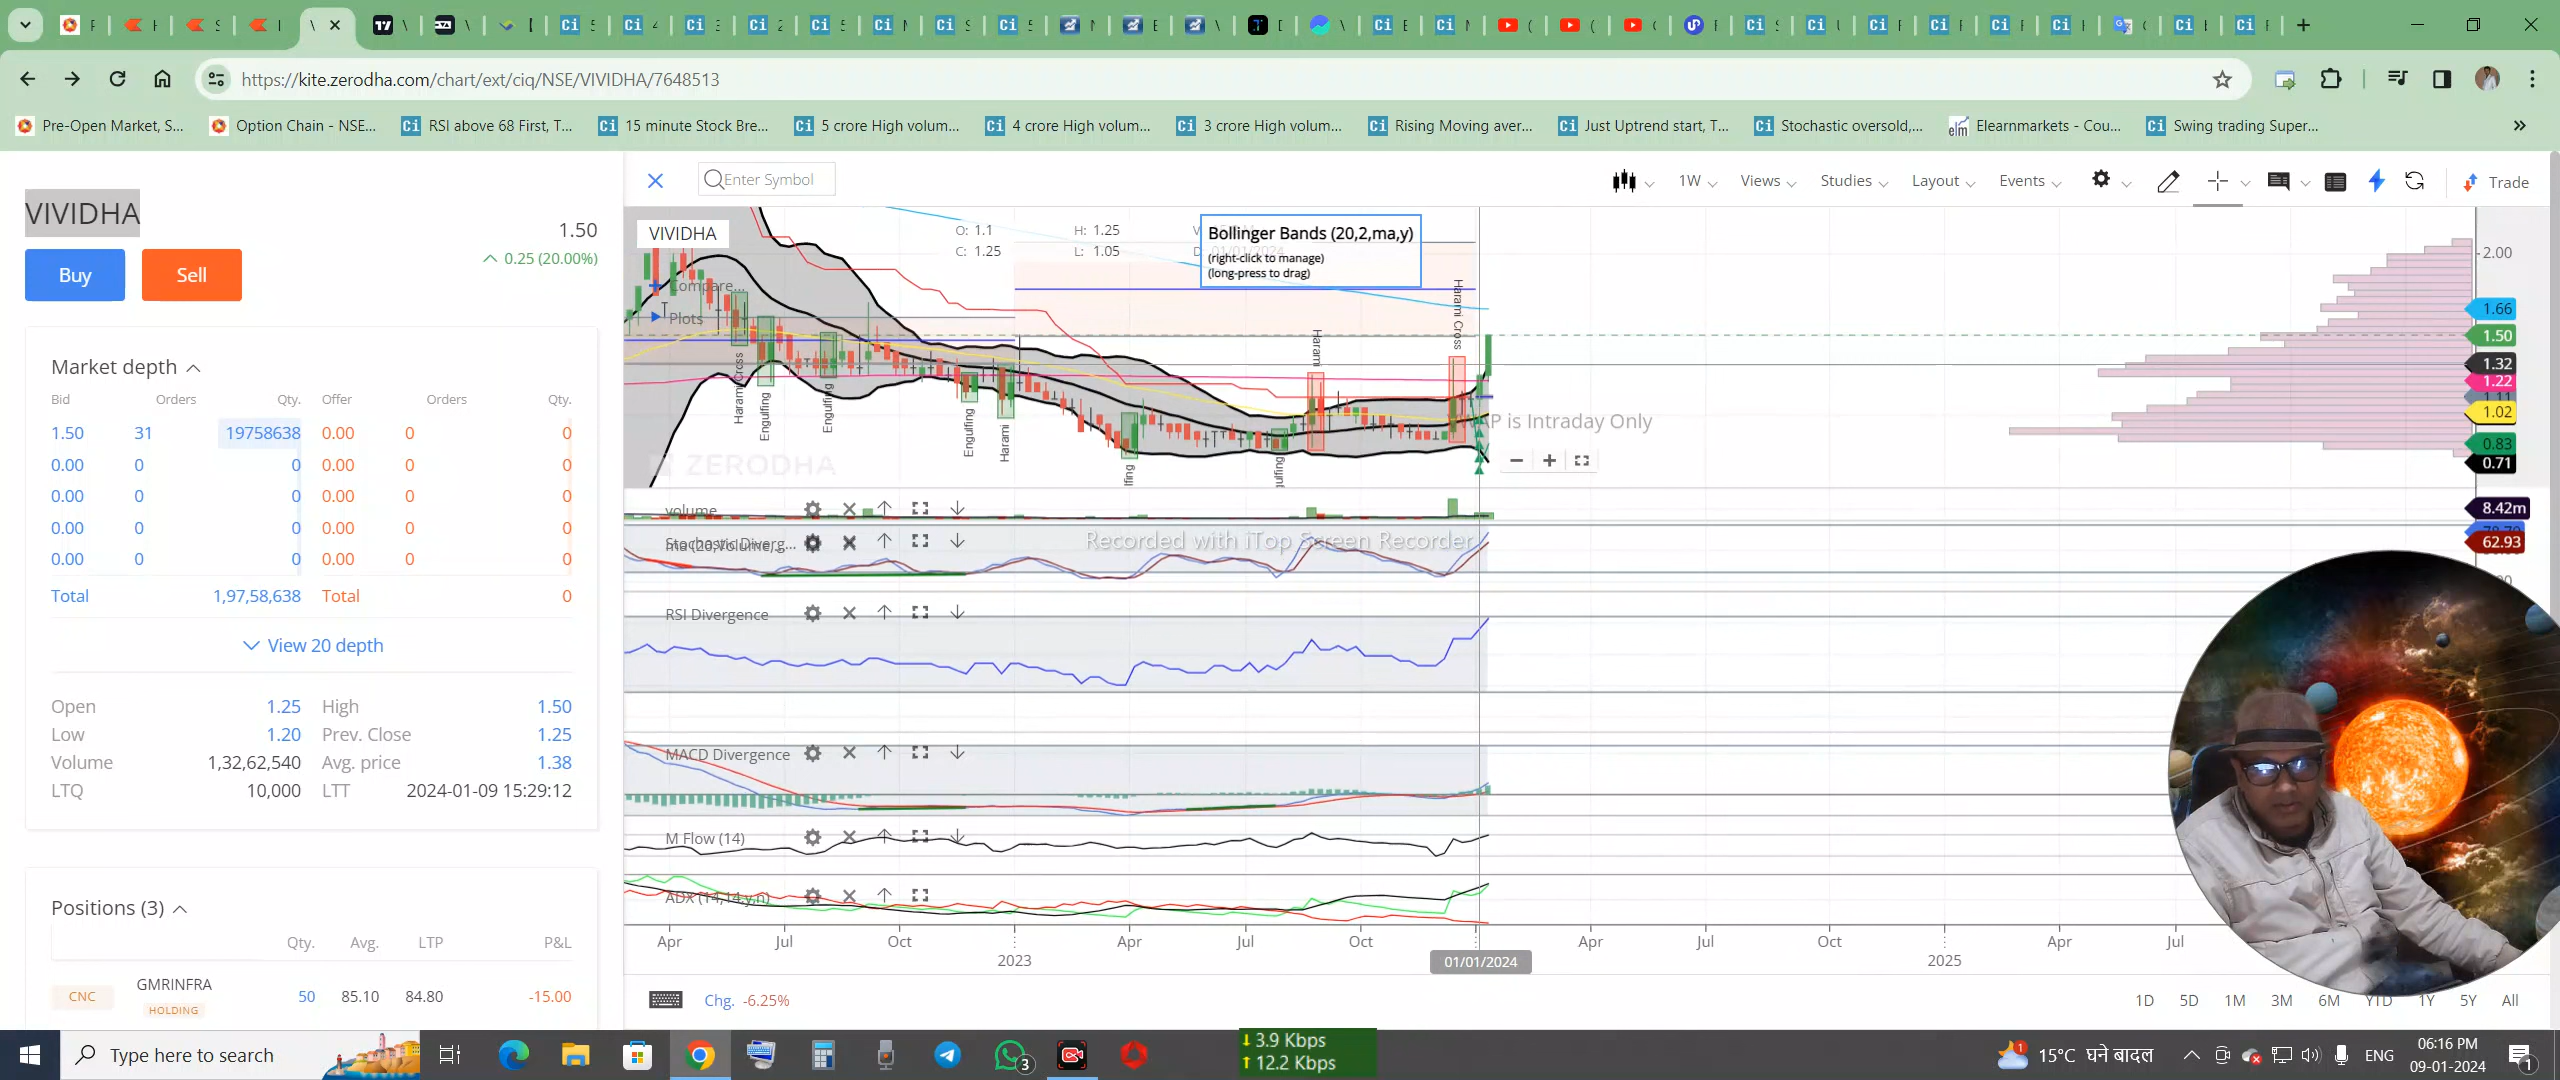 https://kite.zerodha.com/chart/ext/ciq/NSE/VIVIDHA/7648513
Pre-Open Market, S...
Option Chain - NSE...
RSI above 68 First, T...
15 minute Stock Bre...
5 crore High volum...
4 crore High volum...
3 crore High volum...
Rising Moving aver...
Just Uptrend start, T...
Stochastic oversold,...
Elearnmarkets - Cou...
Swing trading Super...
VIVIDHA
1.50
0.25 (20.00%)
Buy
Sell
Market depth
Bid Orders Qty. Offer Orders Qty.
1.50 31 19758638 0.00 0 0
0.00 0 0 0.00 0 0
0.00 0 0 0.00 0 0
0.00 0 0 0.00 0 0
0.00 0 0 0.00 0 0
Total 1,97,58,638 Total 0
View 20 depth
Open 1.25 High 1.50
Low 1.20 Prev. Close 1.25
Volume 1,32,62,540 Avg. price 1.38
LTQ 10,000 LTT 2024-01-09 15:29:12
Positions (3)
Qty. Avg. LTP P&L
CNC GMRINFRA 50 85.10 84.80 -15.00
HOLDING
Enter Symbol
1W Views Studies Layout Events Trade
VIVIDHA
O: 1.1 H: 1.25
C: 1.25 L: 1.05
Bollinger Bands (20,2,ma,y)
(right-click to manage)
(long-press to drag)
Compare...
Plots
Harami Cross
Engulfing
Engulfing
Engulfing
Harami
Harami
Harami Cross
ZERODHA
is Intraday Only
2.00
1.66
1.50
1.32
1.22
1.02
0.83
0.71
8.42m
62.93
volume
Stochastic Diverg...
Recorded with iTop Screen Recorder
RSI Divergence
MACD Divergence
M Flow (14)
ADX (14,14,y,n)
Apr Jul Oct 2023 Apr Jul Oct 01/01/2024 Apr Jul Oct 2025 Apr Jul
Chg. -6.25%
1D 5D 1M 3M 6M YTD 1Y 5Y All
Type here to search
3
3.9 Kbps
12.2 Kbps
1
15°C घने बादल
ENG
06:16 PM
09-01-2024
1